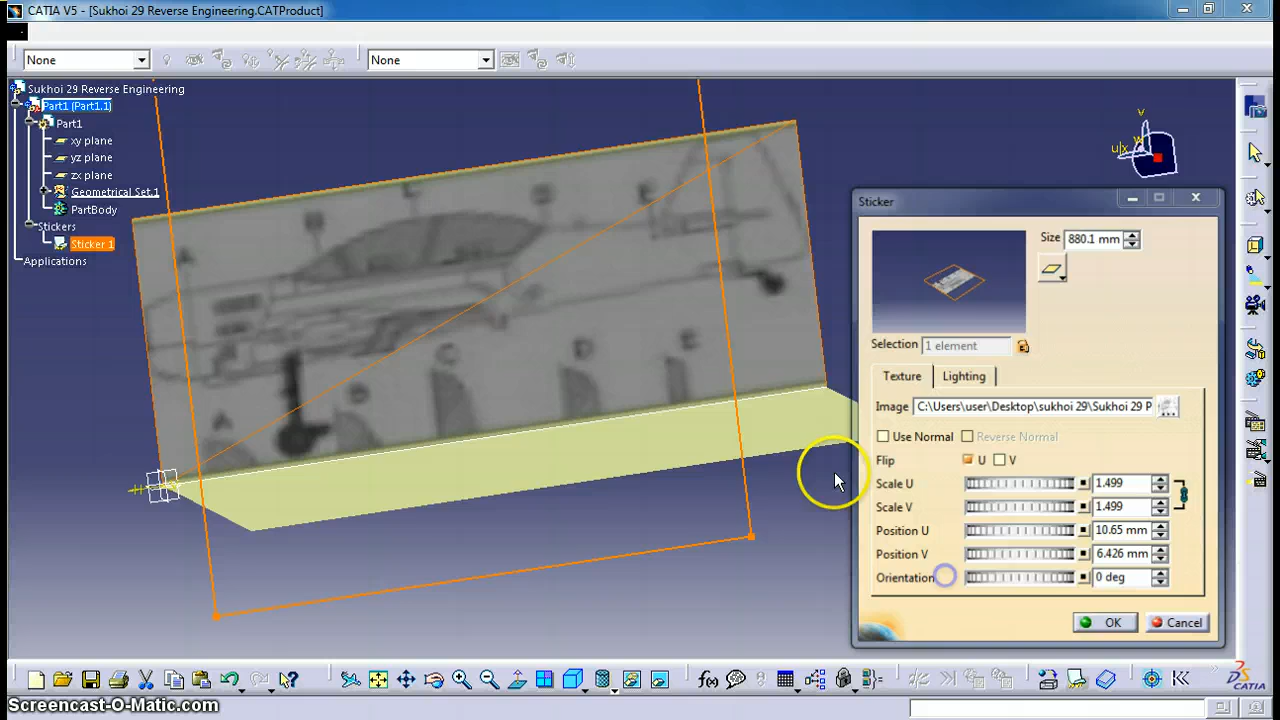 CATIA V5 - [Sukhoi 29 Reverse Engineering.CATProduct]
None
None
Sukhoi 29 Reverse Engineering
Part1 (Part1.1)
Part1
xy plane
yz plane
zx plane
Geometrical Set.1
PartBody
Stickers
Sticker 1
Applications
A
B
C
D
E
A
B
C
D
E
Sticker
Size 880.1 mm
Selection 1 element
Texture Lighting
Image C:\Users\user\Desktop\sukhoi 29\Sukhoi 29 P
...
Use Normal Reverse Normal
Flip U V
Scale U 1.499
Scale V 1.499
Position U 10.65 mm
Position V 6.426 mm
Orientation 0 deg
OK Cancel
f(x)
CATIA
Screencast-O-Matic.com